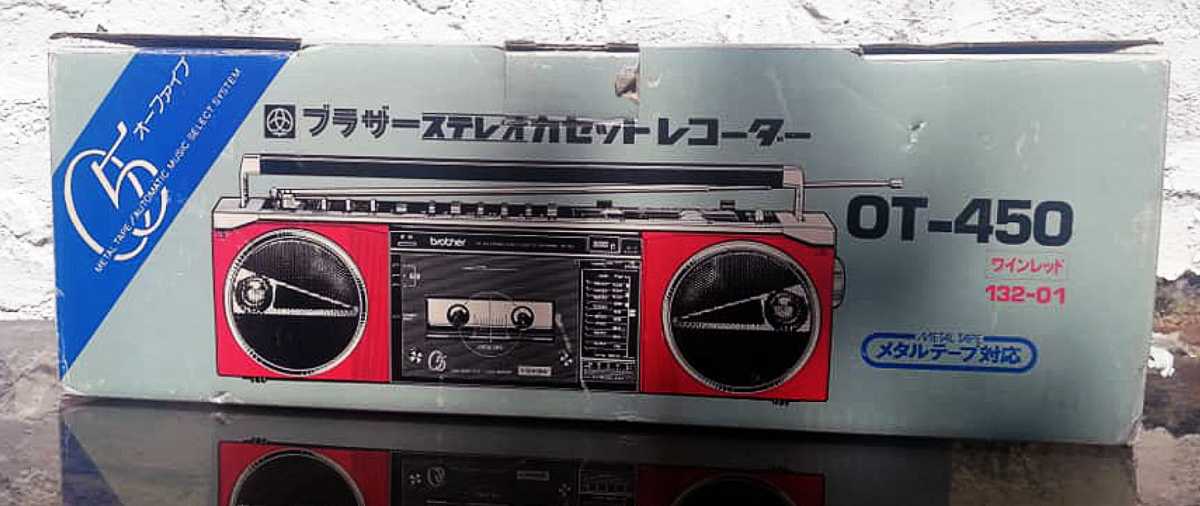 オーファイブ
METAL TAPE/AUTOMATIC MUSIC SELECT SYSTEM
ブラザーステレオカセットレコーダー
brother
OT-450
ワインレッド
132-01
METAL TAPE
メタルテープ対応